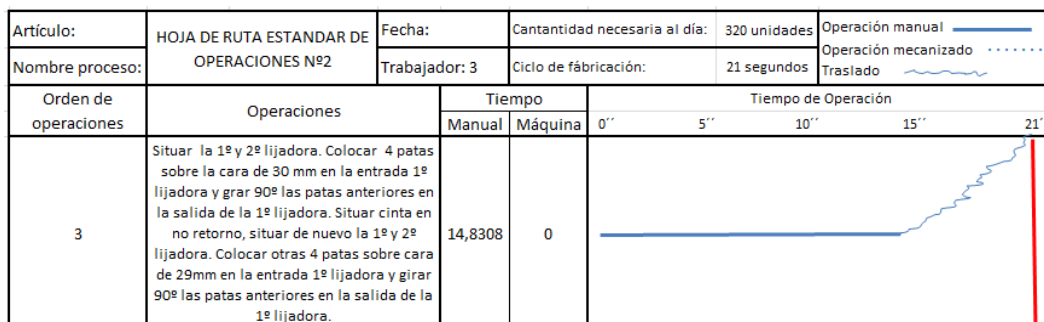 Artículo:
HOJA DE RUTA ESTANDAR DE
OPERACIONES Nº2
Fecha:
Cantantidad necesaria al día:
320 unidades
Operación manual
Operación mecanizado
Traslado
Nombre proceso:
Trabajador: 3
Ciclo de fábricación:
21 segundos
Orden de
operaciones
Operaciones
Tiempo
Manual
Máquina
Tiempo de Operación
0´´
5´´
10´´
15´´
21´
3
Situar la 1º y 2º lijadora. Colocar 4 patas
sobre la cara de 30 mm en la entrada 1º
lijadora y grar 90º las patas anteriores en
la salida de la 1º lijadora. Situar cinta en
no retorno, situar de nuevo la 1º y 2º
lijadora. Colocar otras 4 patas sobre cara
de 29mm en la entrada 1º lijadora y girar
90º las patas anteriores en la salida de la
1º lijadora.
14,8308
0